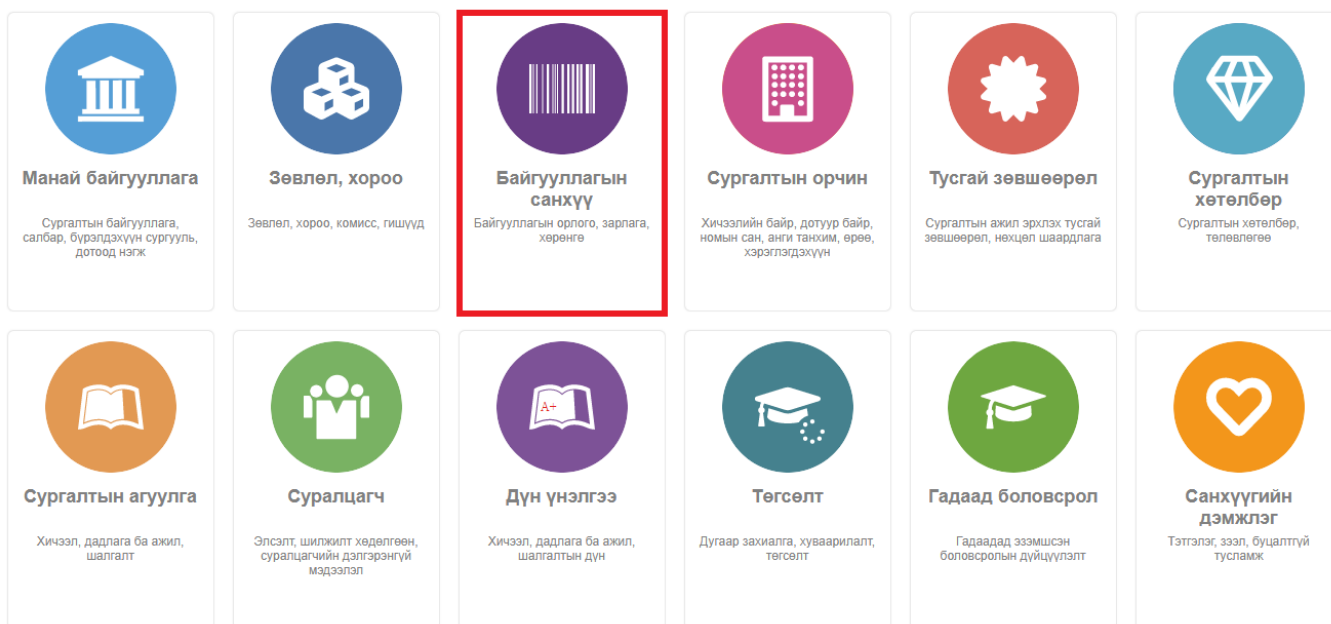 Манай байгууллага
Сургалтын байгууллага,
салбар, бүрэлдэхүүн сургууль,
дотоод нэгж
Зөвлөл, хороо
Зөвлөл, хороо, комисс, гишүүд
Байгууллагын
санхүү
Байгууллагын орлого, зарлага,
хөрөнгө
Сургалтын орчин
Хичээлийн байр, дотуур байр,
номын сан, анги танхим, өрөө,
хэрэглэгдэхүүн
Тусгай зөвшөөрөл
Сургалтын ажил эрхлэх тусгай
зөвшөөрөл, нөхцөл шаардлага
Сургалтын
хөтөлбөр
Сургалтын хөтөлбөр,
төлөвлөгөө
Сургалтын агуулга
Хичээл, дадлага ба ажил,
шалгалт
Суралцагч
Элсэлт, шилжилт хөдөлгөөн,
суралцагчийн дэлгэрэнгүй
мэдээлэл
A+
Дүн үнэлгээ
Хичээл, дадлага ба ажил,
шалгалтын дүн
Төгсөлт
Дугаар захиалга, хуваарилалт,
төгсөлт
Гадаад боловсрол
Гадаадад эзэмшсэн
боловсролын дүйцүүлэлт
Санхүүгийн
дэмжлэг
Тэтгэлэг, зээл, буцалтгүй
тусламж